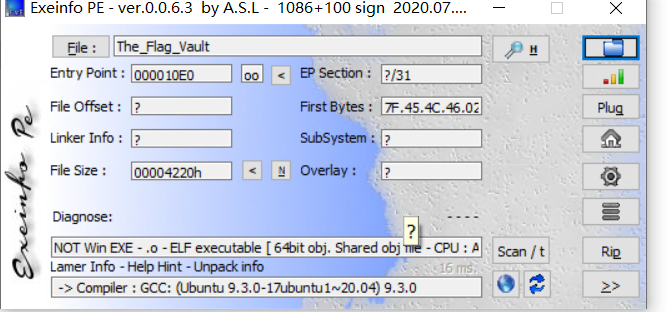 Exeinfo PE - ver.0.0.6.3 by A.S.L - 1086+100 sign 2020.07....
File : The_Flag_Vault H
Entry Point : 000010E0 oo < EP Section : ?/31
File Offset : ? First Bytes : 7F.45.4C.46.02 Plug
Linker Info : ? SubSystem : ?
File Size : 00004220h < N Overlay : ?
Diagnose: - - - -
?
NOT Win EXE - .o - ELF executable [ 64bit obj. Shared obj file - CPU : A Scan / t Rip
Lamer Info - Help Hint - Unpack info 16 ms.
-> Compiler : GCC: (Ubuntu 9.3.0-17ubuntu1~20.04) 9.3.0 >>
Exeinfo Pe